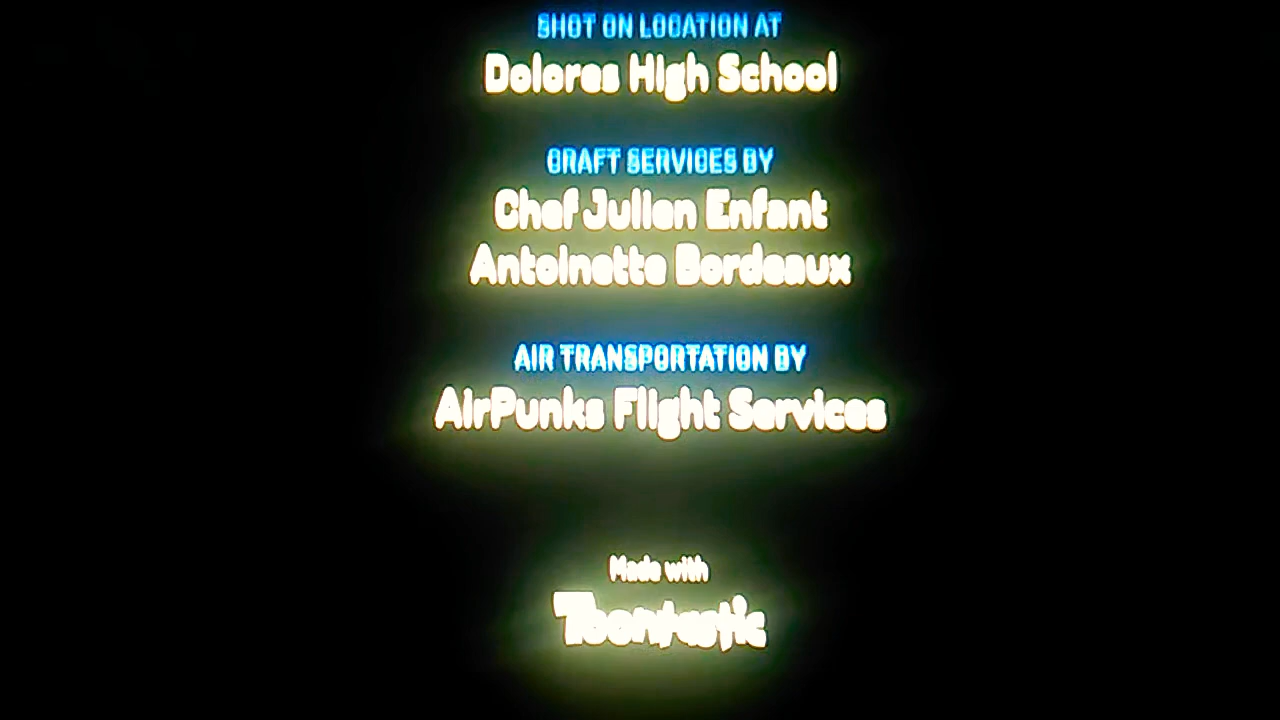 SHOT ON LOCATION AT
Dolores High School
CRAFT SERVICES BY
Chef Julien Enfant
Antoinette Bordeaux
AIR TRANSPORTATION BY
AirPunks Flight Services
Made with
Toontastic